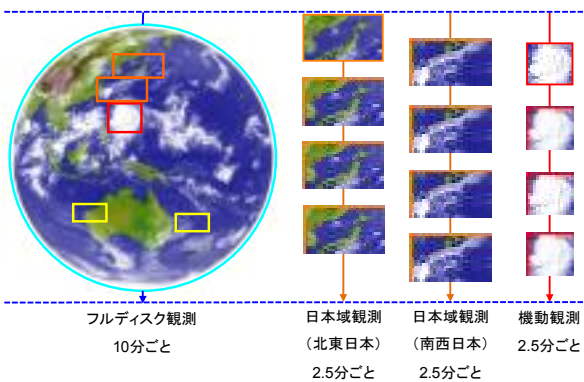 フルディスク観測
10分ごと
日本域観測
(北東日本)
2.5分ごと
日本域観測
(南西日本)
2.5分ごと
機動観測
2.5分ごと